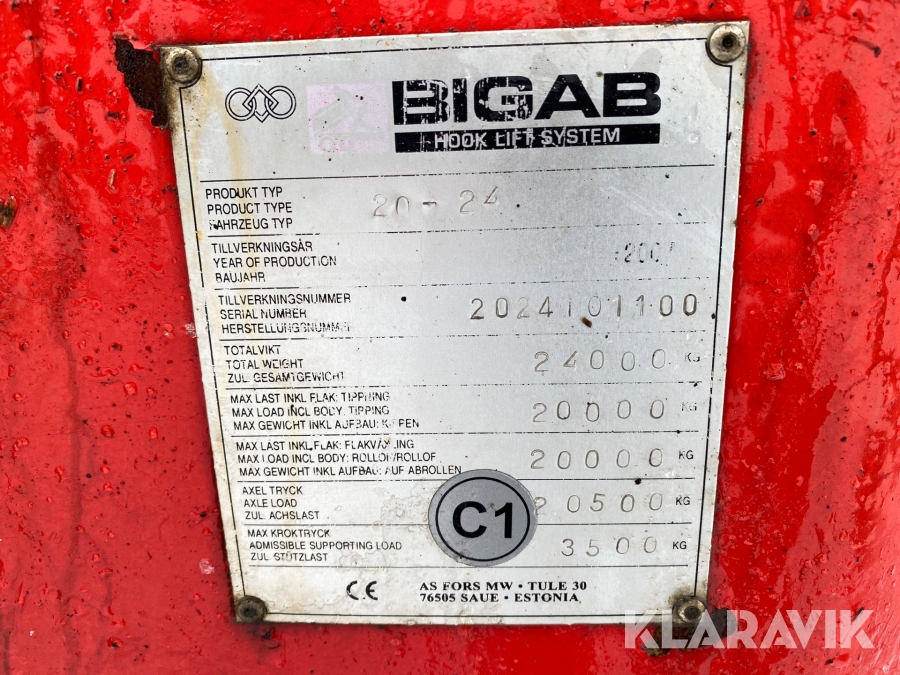 BIGAB
HOOK LIFT SYSTEM
PRODUKT TYP
PRODUCT TYPE 20-24
FAHRZEUG TYP
TILLVERKNINGSÅR
YEAR OF PRODUCTION
BAUJAHR
TILLVERKNINGSNUMMER
SERIAL NUMBER 2024101100
HERSTELLUNGSNUMMER
TOTALVIKT
TOTAL WEIGHT 24000 KG
ZUL. GESAMTGEWICHT
MAX LAST INKL FLAK: TIPPNING
MAX LOAD INCL BODY: TIPPING 20000 KG
MAX GEWICHT INKL AUFBAU: KIPPEN
MAX LAST INKL. FLAK: FLAKVÄXLING
MAX LOAD INCL BODY: ROLLOF/ROLLOF 20000 KG
MAX GEWICHT INKL AUFBAU: AUF ABROLLEN
AXEL TRYCK
AXLE LOAD 20500 KG
ZUL. ACHSLAST
C1
MAX KROKTRYCK
ADMISSIBLE SUPPORTING LOAD 3500 KG
ZUL. STÜTZLAST
CE
AS FORS MW · TULE 30
76505 SAUE · ESTONIA
KLARAVIK